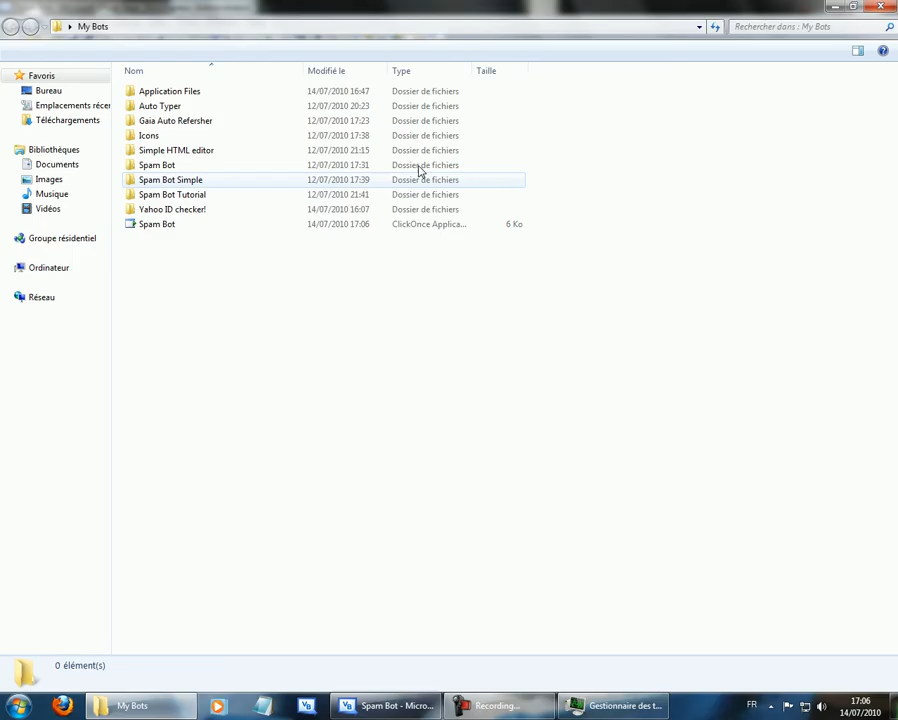 My Bots
Rechercher dans : My Bots
Nom Modifié le Type Taille
Favoris
Bureau
Emplacements récer
Téléchargements
Bibliothèques
Documents
Images
Musique
Vidéos
Groupe résidentiel
Ordinateur
Réseau
Application Files 14/07/2010 16:47 Dossier de fichiers
Auto Typer 12/07/2010 20:23 Dossier de fichiers
Gaia Auto Refersher 12/07/2010 17:23 Dossier de fichiers
Icons 12/07/2010 17:38 Dossier de fichiers
Simple HTML editor 12/07/2010 21:15 Dossier de fichiers
Spam Bot 12/07/2010 17:31 Dossier de fichiers
Spam Bot Simple 12/07/2010 17:39 Dossier de fichiers
Spam Bot Tutorial 12/07/2010 21:41 Dossier de fichiers
Yahoo ID checker! 14/07/2010 16:07 Dossier de fichiers
Spam Bot 14/07/2010 17:06 ClickOnce Applica... 6 Ko
0 élément(s)
My Bots
VB
VB Spam Bot - Micro...
Recording...
Gestionnaire des t...
FR
17:06
14/07/2010